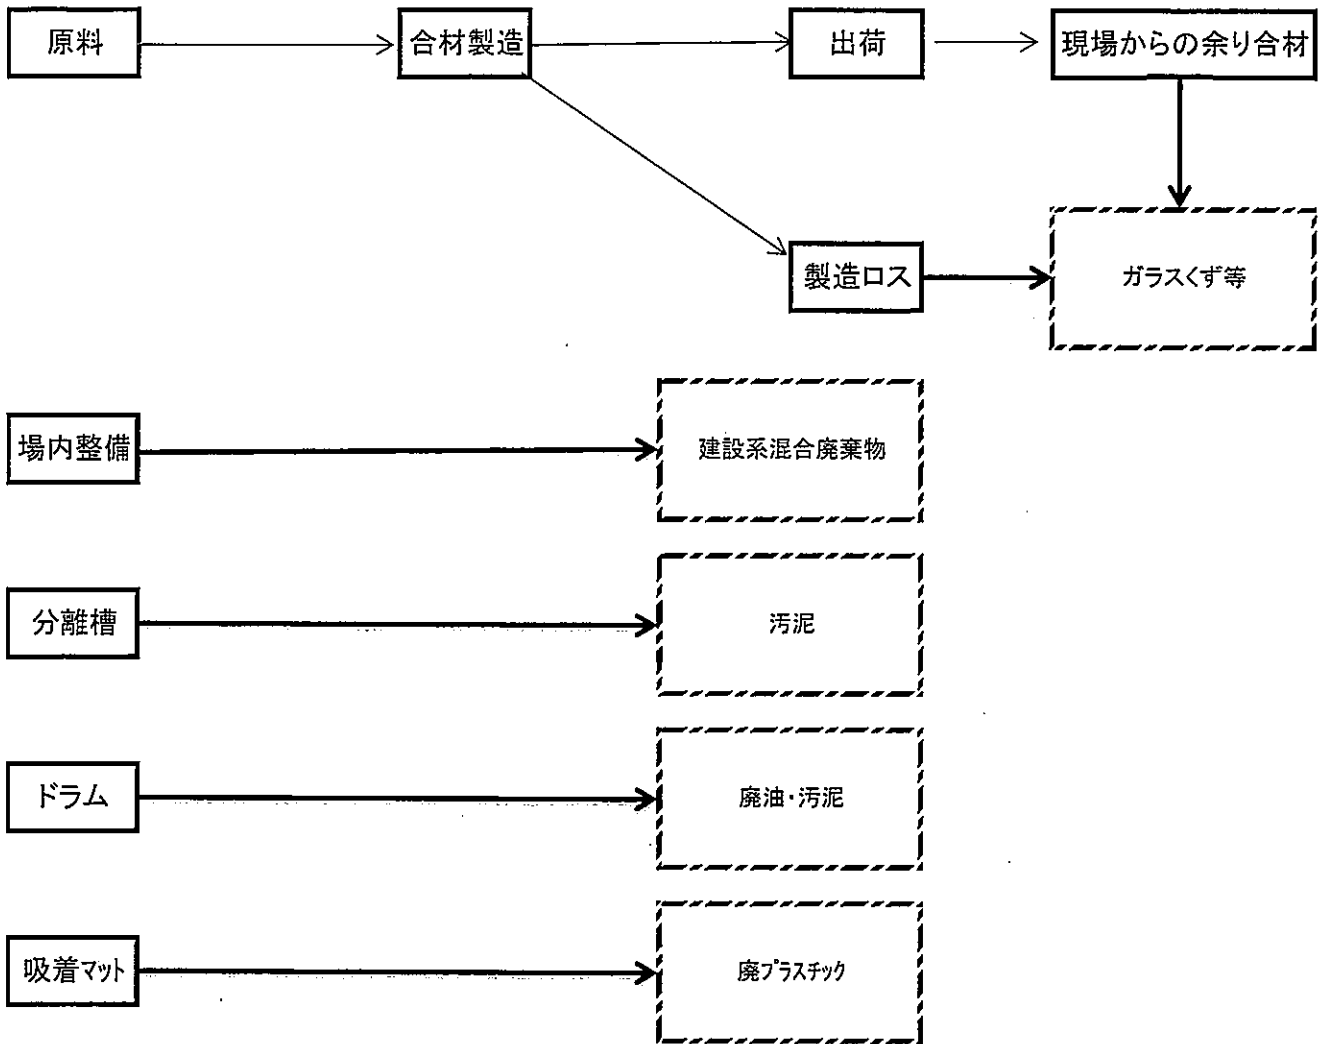 原料
合材製造
出荷
現場からの余り合材
製造ロス
ガラスくず等
場内整備
建設系混合廃棄物
分離槽
汚泥
ドラム
廃油・汚泥
吸着マット
廃プラスチック